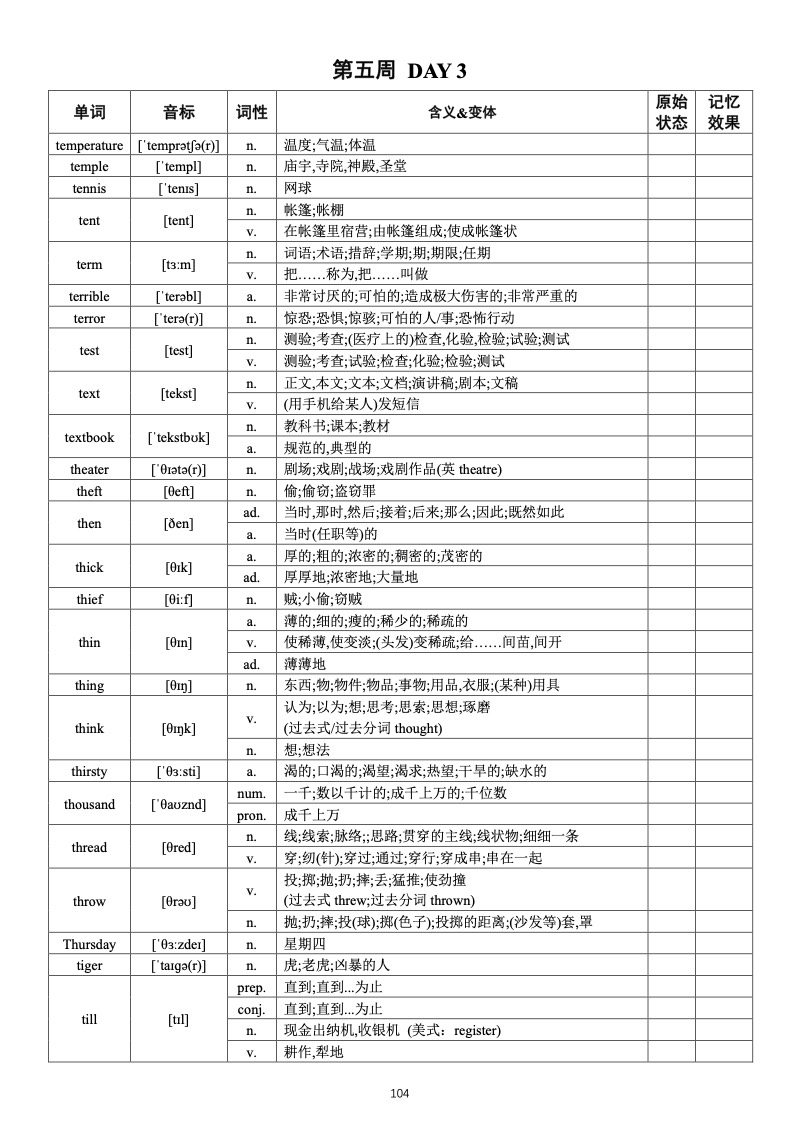 第五周 DAY 3
单词 音标 词性 含义&变体 原始状态 记忆效果
temperature [ˈtemprətʃə(r)] n. 温度;气温;体温
temple [ˈtempl] n. 庙宇,寺院,神殿,圣堂
tennis [ˈtenɪs] n. 网球
tent [tent] n. 帐篷;帐棚
v. 在帐篷里宿营;由帐篷组成;使成帐篷状
term [tɜːm] n. 词语;术语;措辞;学期;期;期限;任期
v. 把……称为,把……叫做
terrible [ˈterəbl] a. 非常讨厌的;可怕的;造成极大伤害的;非常严重的
terror [ˈterə(r)] n. 惊恐;恐惧;惊骇;可怕的人/事;恐怖行动
test [test] n. 测验;考查;(医疗上的)检查,化验,检验;试验;测试
v. 测验;考查;试验;检查;化验;检验;测试
text [tekst] n. 正文,本文;文本;文档;演讲稿;剧本;文稿
v. (用手机给某人)发短信
textbook [ˈtekstbʊk] n. 教科书;课本;教材
a. 规范的,典型的
theater [ˈθɪətə(r)] n. 剧场;戏剧;战场;戏剧作品(英 theatre)
theft [θeft] n. 偷;偷窃;盗窃罪
then [ðen] ad. 当时,那时,然后;接着;后来;那么;因此;既然如此
a. 当时(任职等)的
thick [θɪk] a. 厚的;粗的;浓密的;稠密的;茂密的
ad. 厚厚地;浓密地;大量地
thief [θiːf] n. 贼;小偷;窃贼
thin [θɪn] a. 薄的;细的;瘦的;稀少的;稀疏的
v. 使稀薄,使变淡;(头发)变稀疏;给……间苗,间开
ad. 薄薄地
thing [θɪŋ] n. 东西;物;物件;物品;事物;用品,衣服;(某种)用具
think [θɪŋk] v. 认为;以为;想;思考;思索;思想;琢磨
(过去式/过去分词 thought)
n. 想;想法
thirsty [ˈθɜːsti] a. 渴的;口渴的;渴望;渴求;热望;干旱的;缺水的
thousand [ˈθaʊznd] num. 一千;数以千计的;成千上万的;千位数
pron. 成千上万
thread [θred] n. 线;线索;脉络;;思路;贯穿的主线;线状物;细细一条
v. 穿;纫(针);穿过;通过;穿行;穿成串;串在一起
throw [θrəʊ] v. 投;掷;抛;扔;摔;丢;猛推;使劲撞
(过去式 threw;过去分词 thrown)
n. 抛;扔;摔;投(球);掷(色子);投掷的距离;(沙发等)套,罩
Thursday [ˈθɜːzdeɪ] n. 星期四
tiger [ˈtaɪɡə(r)] n. 虎;老虎;凶暴的人
till [tɪl] prep. 直到;直到...为止
conj. 直到;直到...为止
n. 现金出纳机,收银机 (美式：register)
v. 耕作,犁地
104